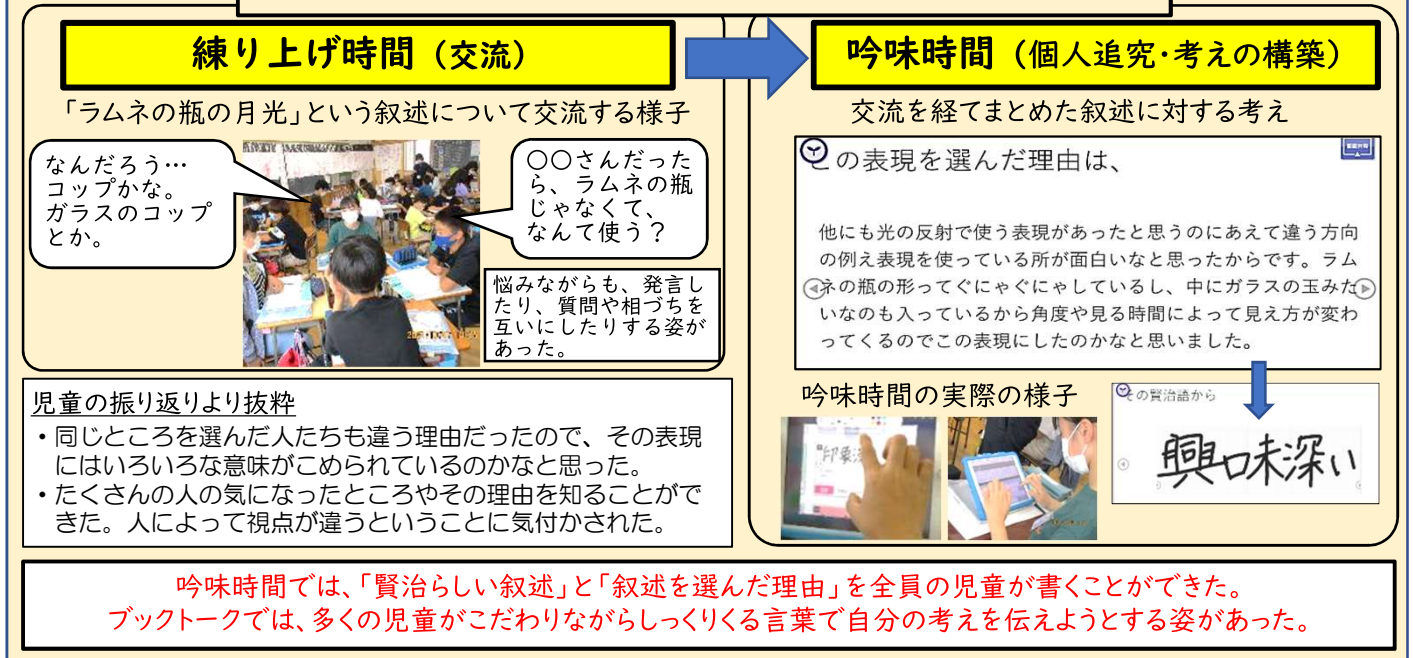 練り上げ時間（交流）
「ラムネの瓶の月光」という叙述について交流する様子
なんだろう…
コップかな。
ガラスのコップ
とか。
〇〇さんだった
ら、ラムネの瓶
じゃなくて、
なんて使う？
悩みながらも、発言し
たり、質問や相づちを
互いにしたりする姿が
あった。
児童の振り返りより抜粋
・同じところを選んだ人たちも違う理由だったので、その表現
にはいろいろな意味がこめられているのかなと思った。
・たくさんの人の気になったところやその理由を知ることがで
きた。人によって視点が違うということに気付かされた。
吟味時間（個人追究・考えの構築）
交流を経てまとめた叙述に対する考え
の表現を選んだ理由は、
他にも光の反射で使う表現があったと思うのにあえて違う方向
の例え表現を使っている所が面白いなと思ったからです。ラム
ネの瓶の形ってぐにゃぐにゃしているし、中にガラスの玉みた
いなのも入っているから角度や見る時間によって見え方が変わ
ってくるのでこの表現にしたのかなと思いました。
吟味時間の実際の様子
その賢治語から
興味深い
吟味時間では、「賢治らしい叙述」と「叙述を選んだ理由」を全員の児童が書くことができた。
ブックトークでは、多くの児童がこだわりながらしっくりくる言葉で自分の考えを伝えようとする姿があった。